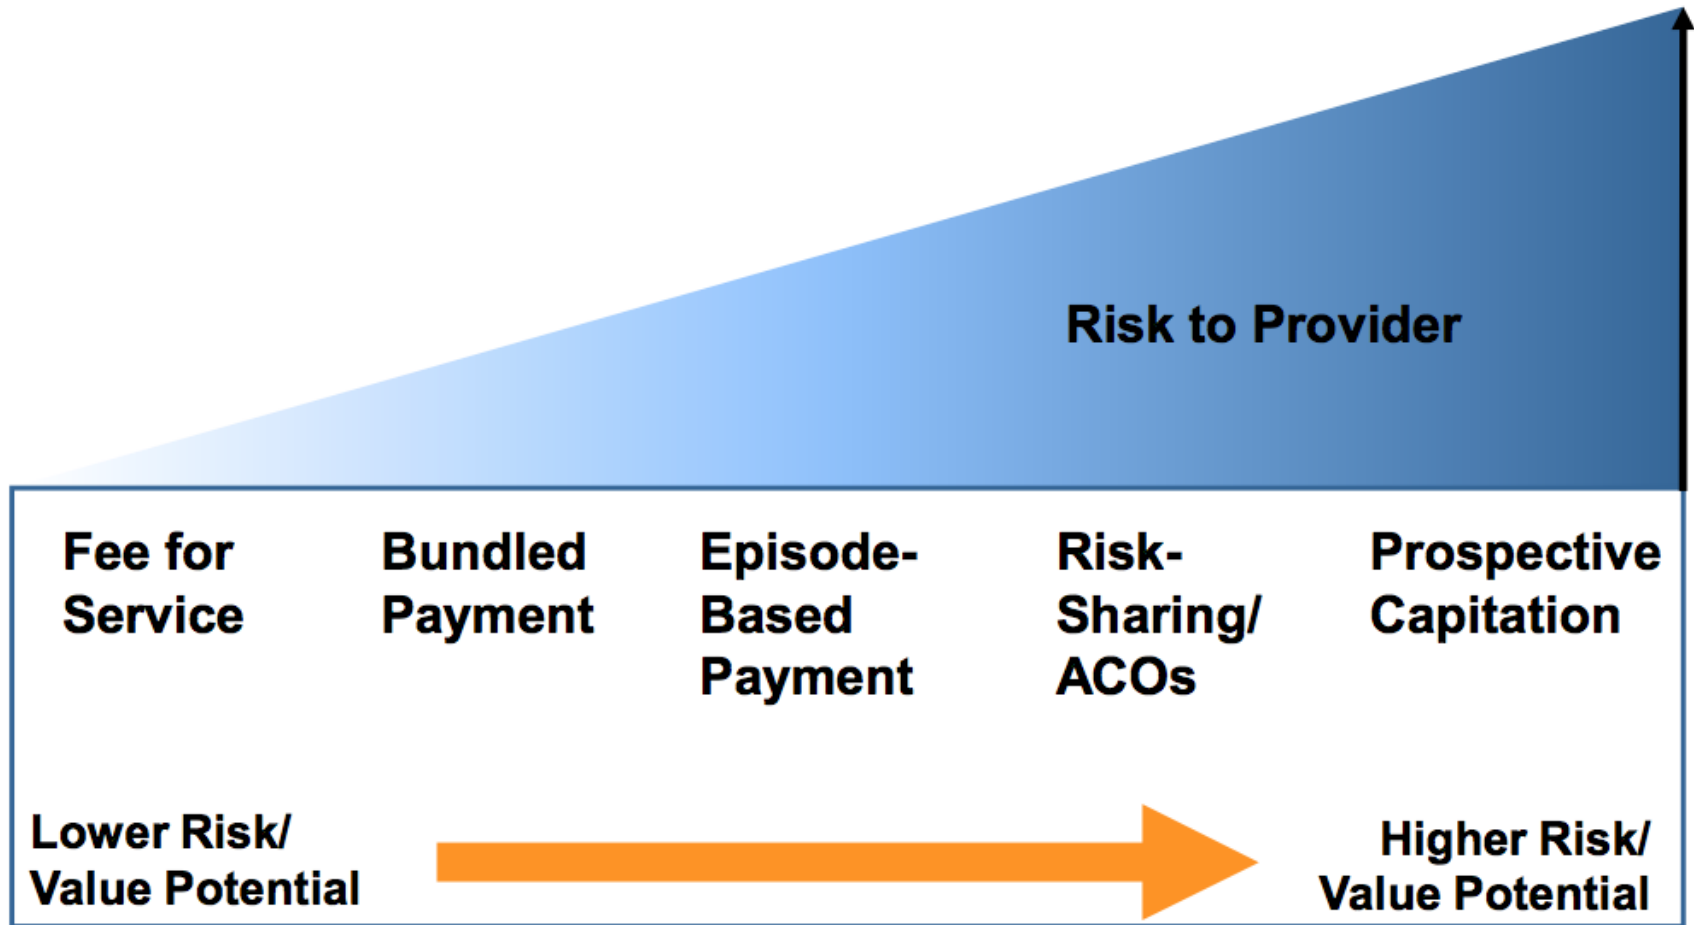 Risk to Provider
Fee for
Service
Bundled
Payment
Episode-
Based
Payment
Risk-
Sharing/
ACOs
Prospective
Capitation
Lower Risk/
Value Potential
Higher Risk/
Value Potential